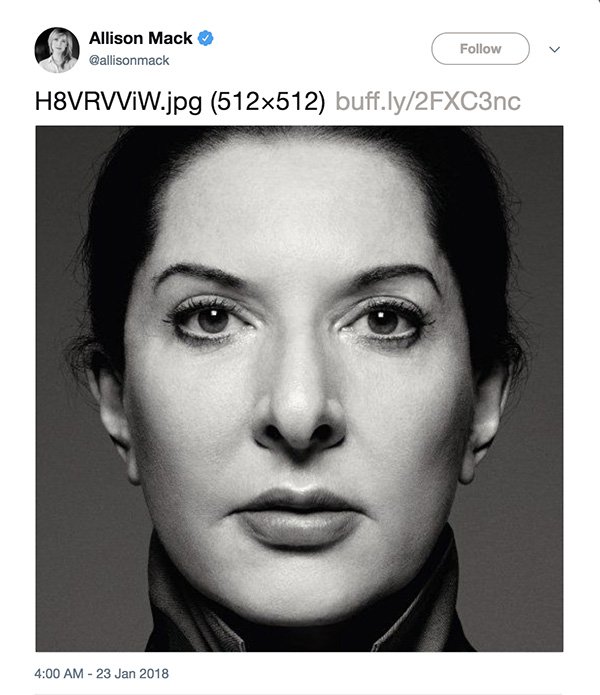 Allison Mack
@allisonmack
Follow
H8VRVViW.jpg (512×512) buff.ly/2FXC3nc
4:00 AM - 23 Jan 2018